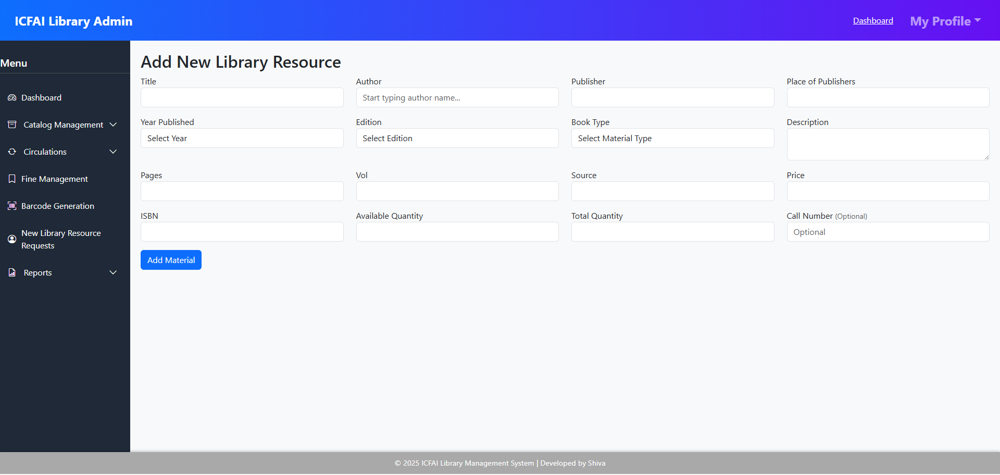 ICFAI Library Admin
Dashboard
My Profile
Menu
Dashboard
Catalog Management
Circulations
Fine Management
Barcode Generation
New Library Resource
Requests
Reports
Add New Library Resource
Title
Author
Publisher
Place of Publishers
Start typing author name...
Year Published
Edition
Book Type
Description
Select Year
Select Edition
Select Material Type
Pages
Vol
Source
Price
ISBN
Available Quantity
Total Quantity
Call Number (Optional)
Optional
Add Material
© 2025 ICFAI Library Management System | Developed by Shiva